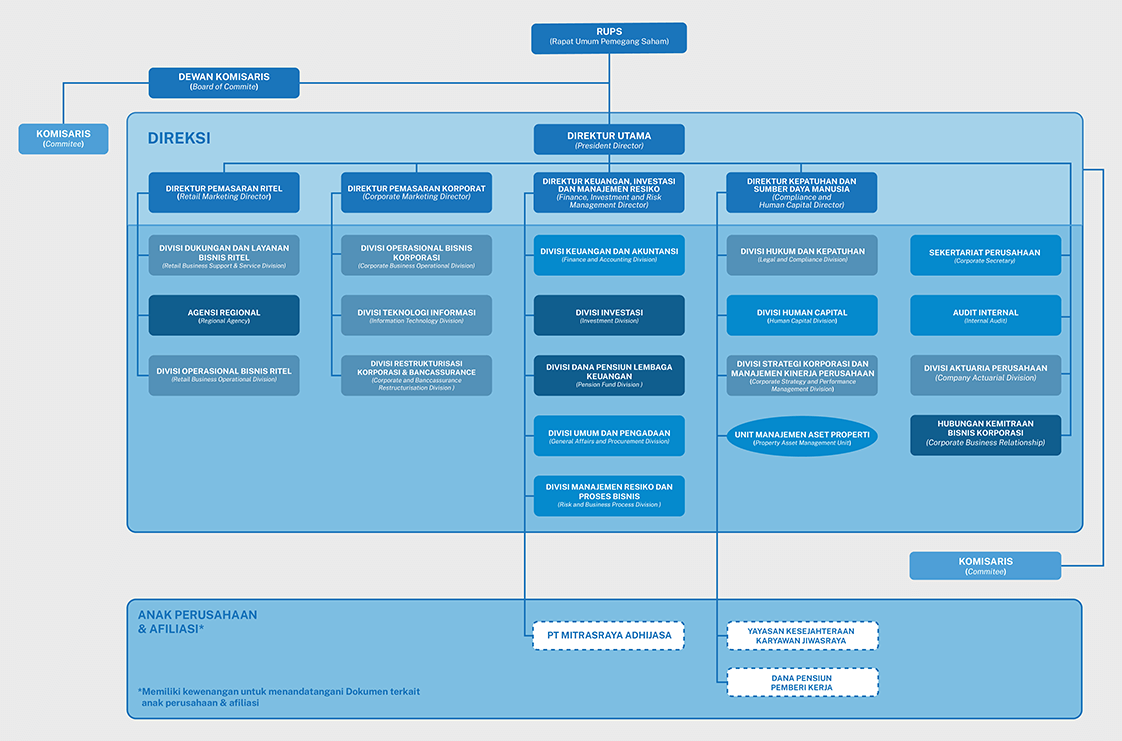 RUPS
(Rapat Umum Pemegang Saham)
DEWAN KOMISARIS
(Board of Commite)
KOMISARIS
(Commitee)
DIREKSI
DIREKTUR UTAMA
(President Director)
DIREKTUR PEMASARAN RITEL
(Retail Marketing Director)
DIREKTUR PEMASARAN KORPORAT
(Corporate Marketing Director)
DIREKTUR KEUANGAN, INVESTASI
DAN MANAJEMEN RESIKO
(Finance, Investment and Risk
Management Director)
DIREKTUR KEPATUHAN DAN
SUMBER DAYA MANUSIA
(Compliance and
Human Capital Director)
DIVISI DUKUNGAN DAN LAYANAN
BISNIS RITEL
(Retail Business Support & Service Division)
AGENSI REGIONAL
(Regional Agency)
DIVISI OPERASIONAL BISNIS RITEL
(Retail Business Operational Division)
DIVISI OPERASIONAL BISNIS
KORPORASI
(Corporate Business Operational Division)
DIVISI TEKNOLOGI INFORMASI
(Information Technology Division)
DIVISI RESTRUKTURISASI
KORPORASI & BANCASSURANCE
(Corporate and Banccassurance
Restructurisation Division )
DIVISI KEUANGAN DAN AKUNTANSI
(Finance and Accounting Division)
DIVISI INVESTASI
(Investment Division)
DIVISI DANA PENSIUN LEMBAGA
KEUANGAN
(Pension Fund Division )
DIVISI UMUM DAN PENGADAAN
(General Affairs and Procurement Division)
DIVISI MANAJEMEN RESIKO DAN
PROSES BISNIS
(Risk and Business Process Division )
DIVISI HUKUM DAN KEPATUHAN
(Legal and Compliance Division)
DIVISI HUMAN CAPITAL
(Human Capital Division)
DIVISI STRATEGI KORPORASI DAN
MANAJEMEN KINERJA PERUSAHAAN
(Corporate Strategy and Performance
Management Division)
UNIT MANAJEMEN ASET PROPERTI
(Property Asset Management Unit)
SEKERTARIAT PERUSAHAAN
(Corporate Secretary)
AUDIT INTERNAL
(Internal Audit)
DIVISI AKTUARIA PERUSAHAAN
(Company Actuarial Division)
HUBUNGAN KEMITRAAN
BISNIS KORPORASI
(Corporate Business Relationship)
KOMISARIS
(Commitee)
ANAK PERUSAHAAN
& AFILIASI*
PT MITRASRAYA ADHIJASA
YAYASAN KESEJAHTERAAN
KARYAWAN JIWASRAYA
DANA PENSIUN
PEMBERI KERJA
*Memiliki kewenangan untuk menandatangani Dokumen terkait
anak perusahaan & afiliasi